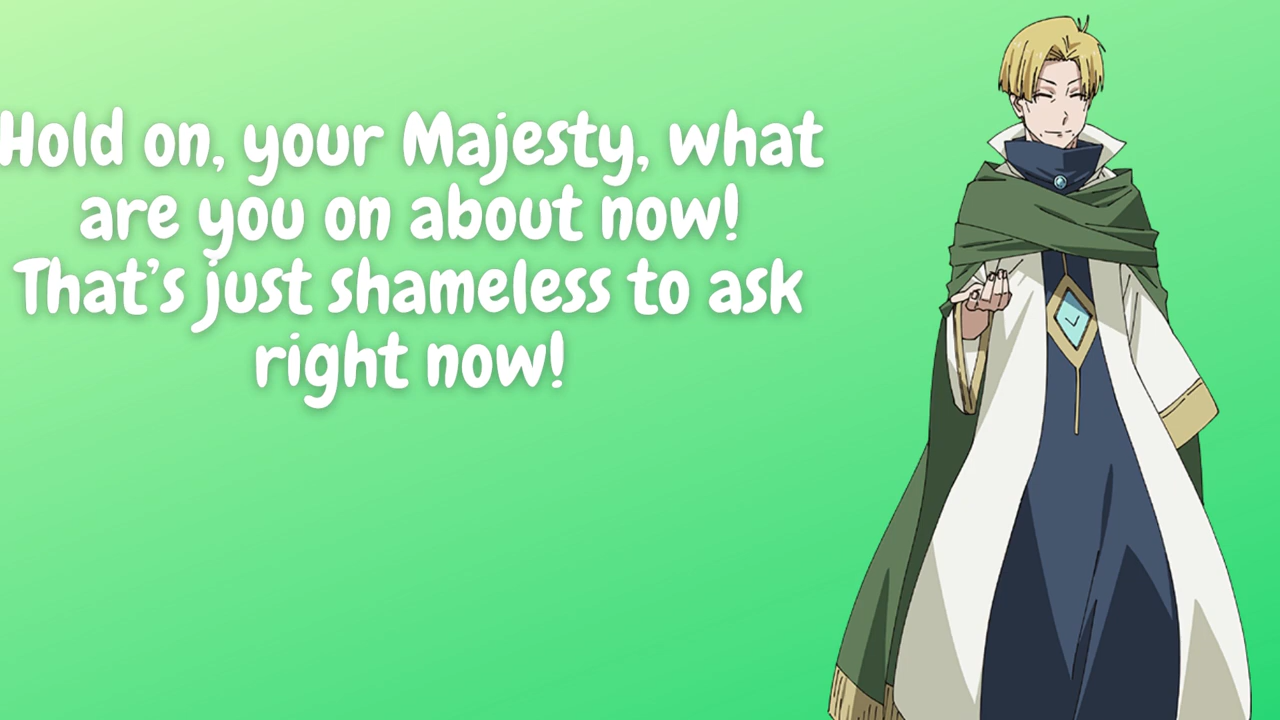 Hold on, your Majesty, what
are you on about now!
That’s just shameless to ask
right now!